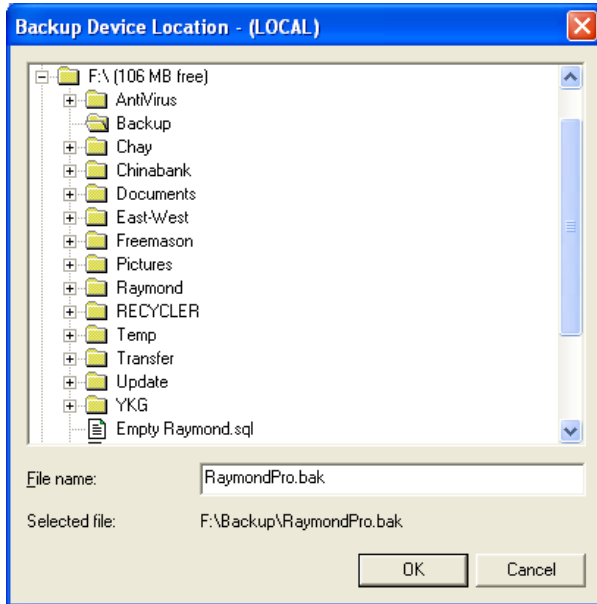 Backup Device Location - (LOCAL)
F:\ (106 MB free)
AntiVirus
Backup
Chay
Chinabank
Documents
East-West
Freemason
Pictures
Raymond
RECYCLER
Temp
Transfer
Update
YKG
Empty Raymond.sql
File name: RaymondPro.bak
Selected file: F:\Backup\RaymondPro.bak
OK Cancel